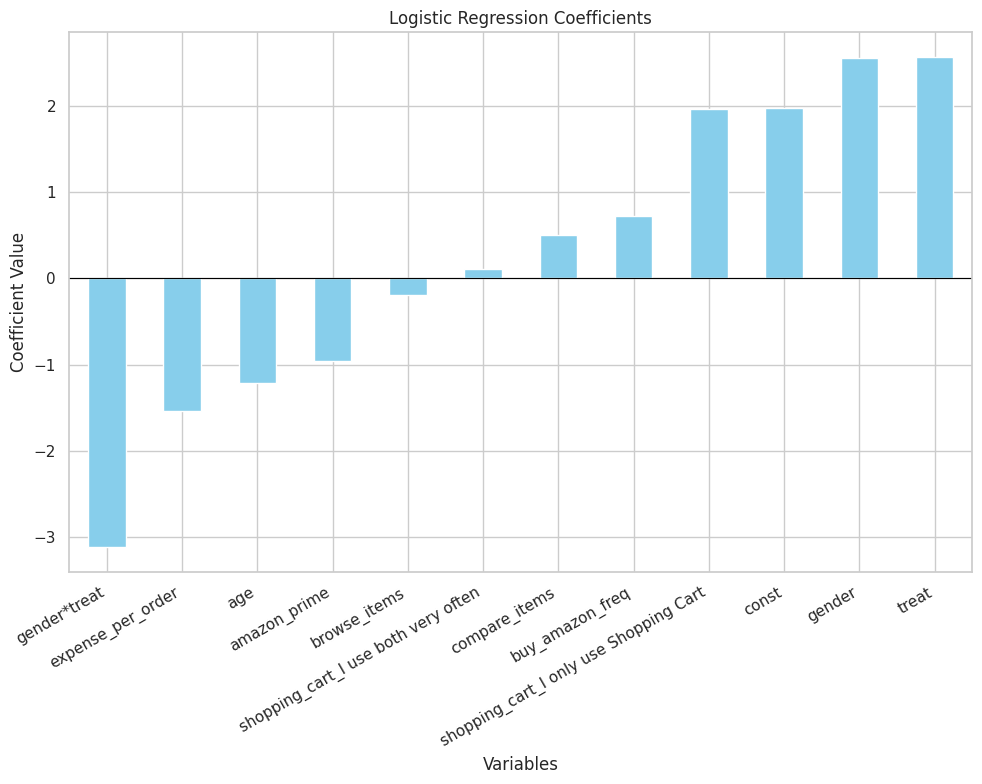 Logistic Regression Coefficients
Coefficient Value
2
1
0
−1
−2
−3
gender*treat
expense_per_order
age
amazon_prime
browse_items
shopping_cart_I use both very often
compare_items
buy_amazon_freq
shopping_cart_I only use Shopping Cart
const
gender
treat
Variables